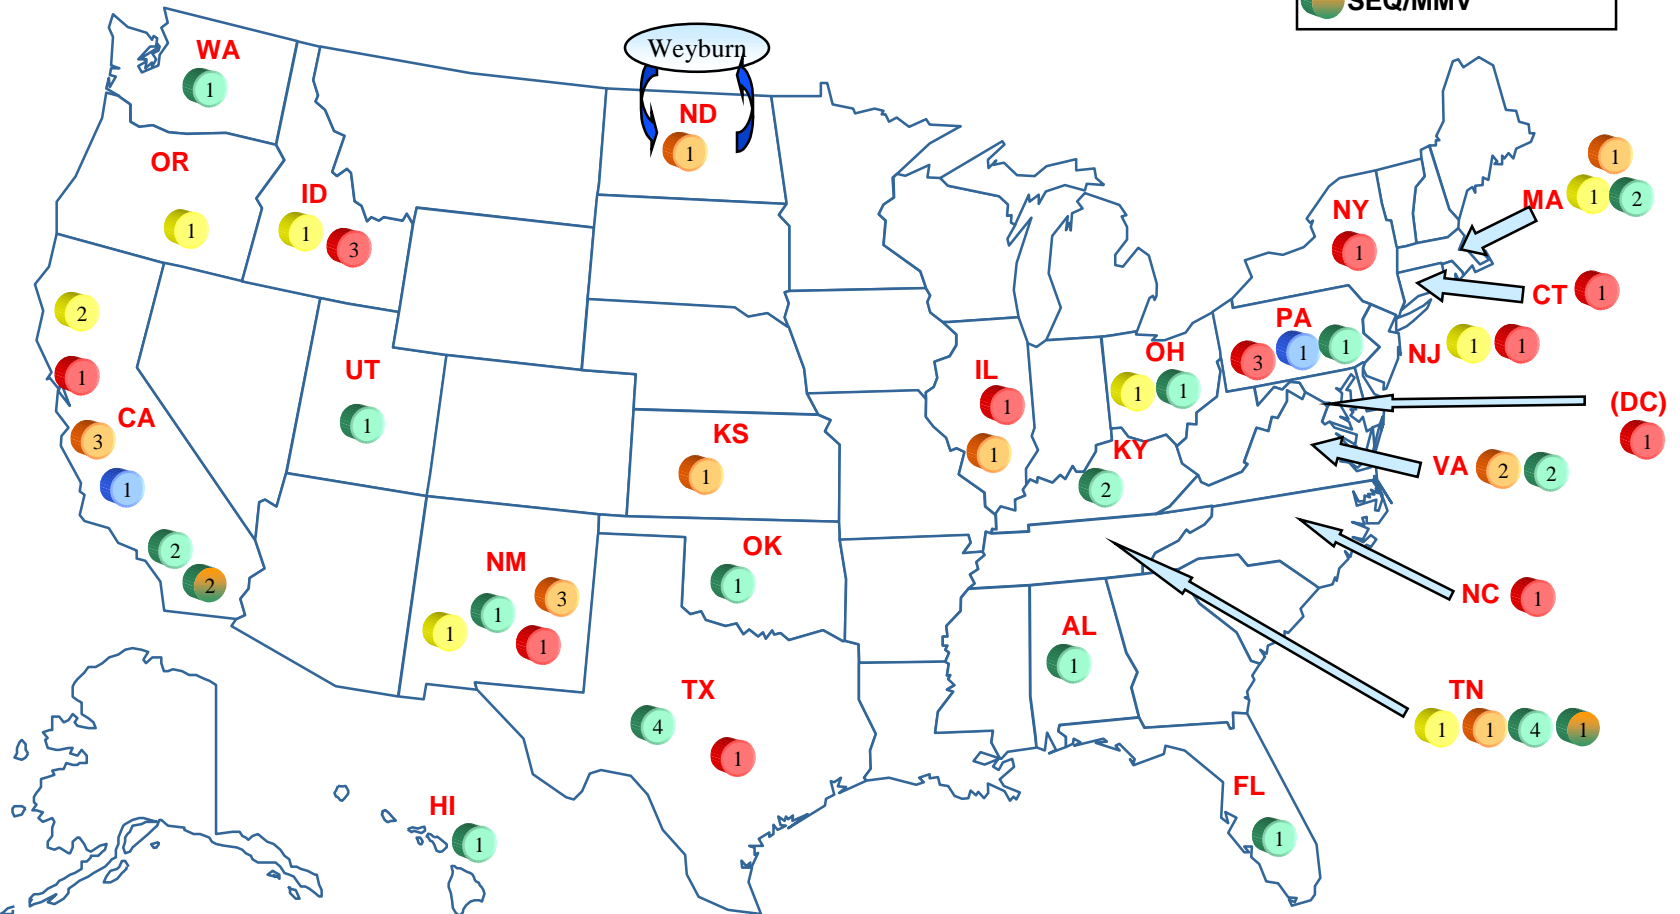 SEQ/MMV
Weyburn
WA
1
ND
1
OR
1
ID
1 3
1
MA 1 2
NY
1
CT 1
2
1
CA
3
1
2
2
UT
1
KS
1
IL
1
1
OH
1 1
KY
2
PA
3 1 1
NJ 1 1
(DC)
1
VA 2 2
NC 1
NM
3
1
1
1
OK
1
AL
1
TX
4
1
TN
1 1 4 1
HI
1
FL
1